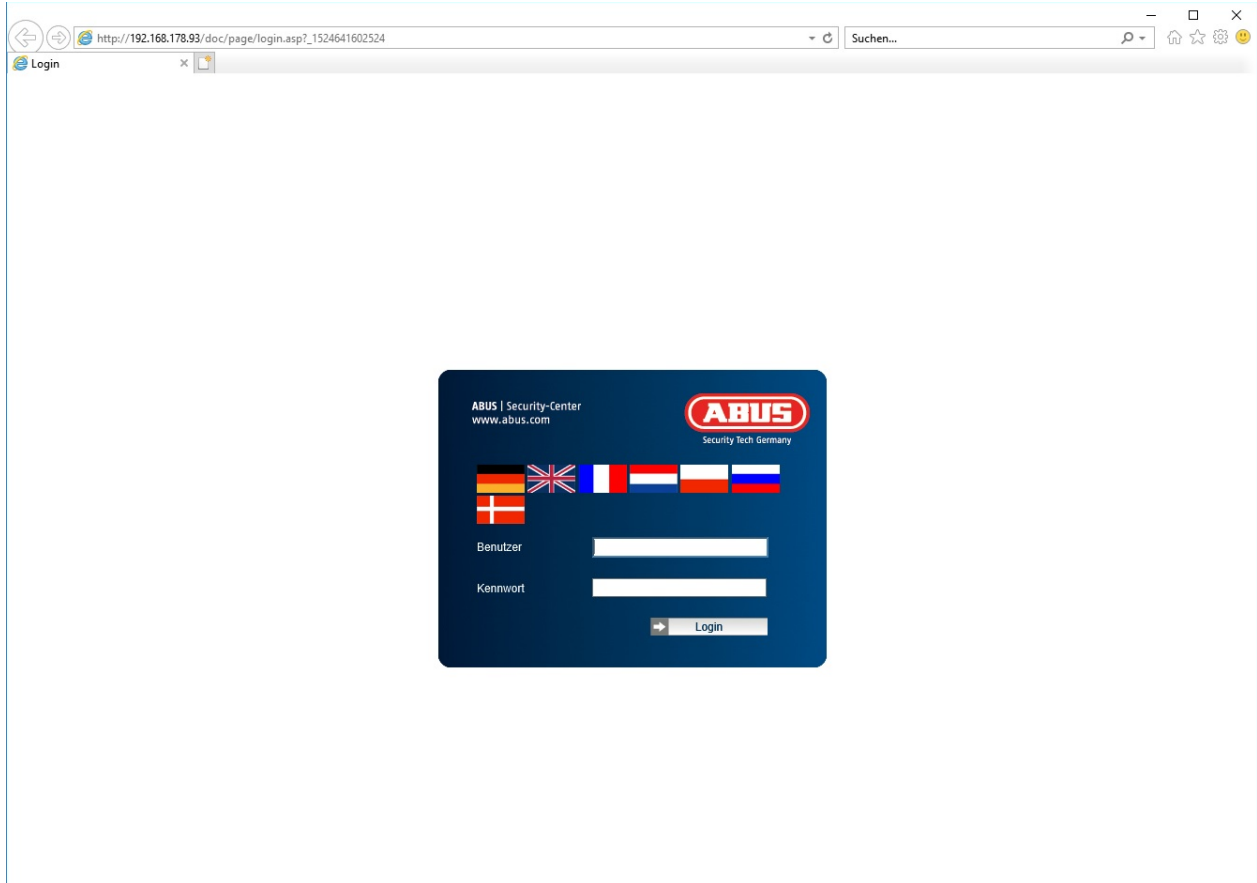 http://192.168.178.93/doc/page/login.asp?_1524641602524
Suchen...
Login
ABUS | Security-Center
www.abus.com
ABUS
Security Tech Germany
Benutzer
Kennwort
Login